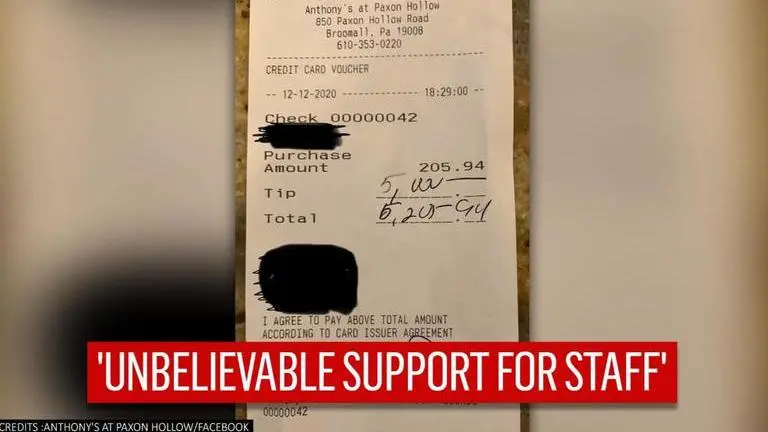 Anthony's at Paxon Hollow
850 Paxon Hollow Road
Broomall, Pa 19008
610-353-0220
CREDIT CARD VOUCHER
-- 12-12-2020 ------------- 18:29:00 --
Check 00000042
Purchase
Amount 205.94
Tip 5,000
Total 5,205.94
I AGREE TO PAY ABOVE TOTAL AMOUNT
ACCORDING TO CARD ISSUER AGREEMENT
'UNBELIEVABLE SUPPORT FOR STAFF'
00000042
CREDITS :ANTHONY'S AT PAXON HOLLOW/FACEBOOK